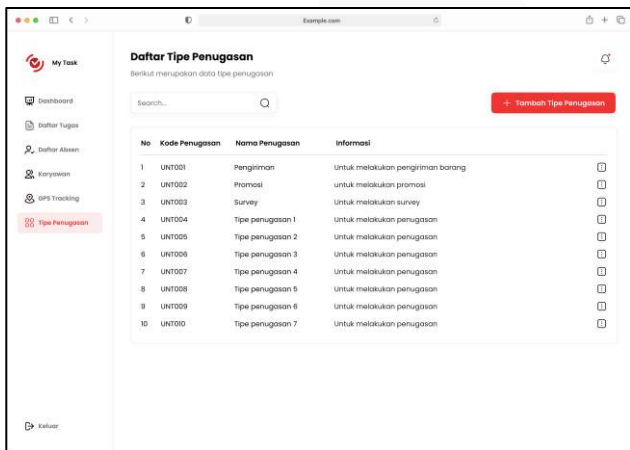 Example.com
My Task
Dashboard
Daftar Tugas
Daftar Absen
Karyawan
GPS Tracking
Tipe Penugasan
Keluar
Daftar Tipe Penugasan
Berikut merupakan data tipe penugasan
Search...
+ Tambah Tipe Penugasan
No Kode Penugasan Nama Penugasan Informasi
1 UNT001 Pengiriman Untuk melakukan pengiriman barang
2 UNT002 Promosi untuk melakukan promosi
3 UNT003 Survey Untuk melakukan survey
4 UNT004 Tipe penugasan 1 Untuk melakukan penugasan
5 UNT005 Tipe penugasan 2 Untuk melakukan penugasan
6 UNT006 Tipe penugasan 3 Untuk melakukan penugasan
7 UNT007 Tipe penugasan 4 Untuk melakukan penugasan
8 UNT008 Tipe penugasan 5 Untuk melakukan penugasan
9 UNT009 Tipe penugasan 6 Untuk melakukan penugasan
10 UNT010 Tipe penugasan 7 Untuk melakukan penugasan